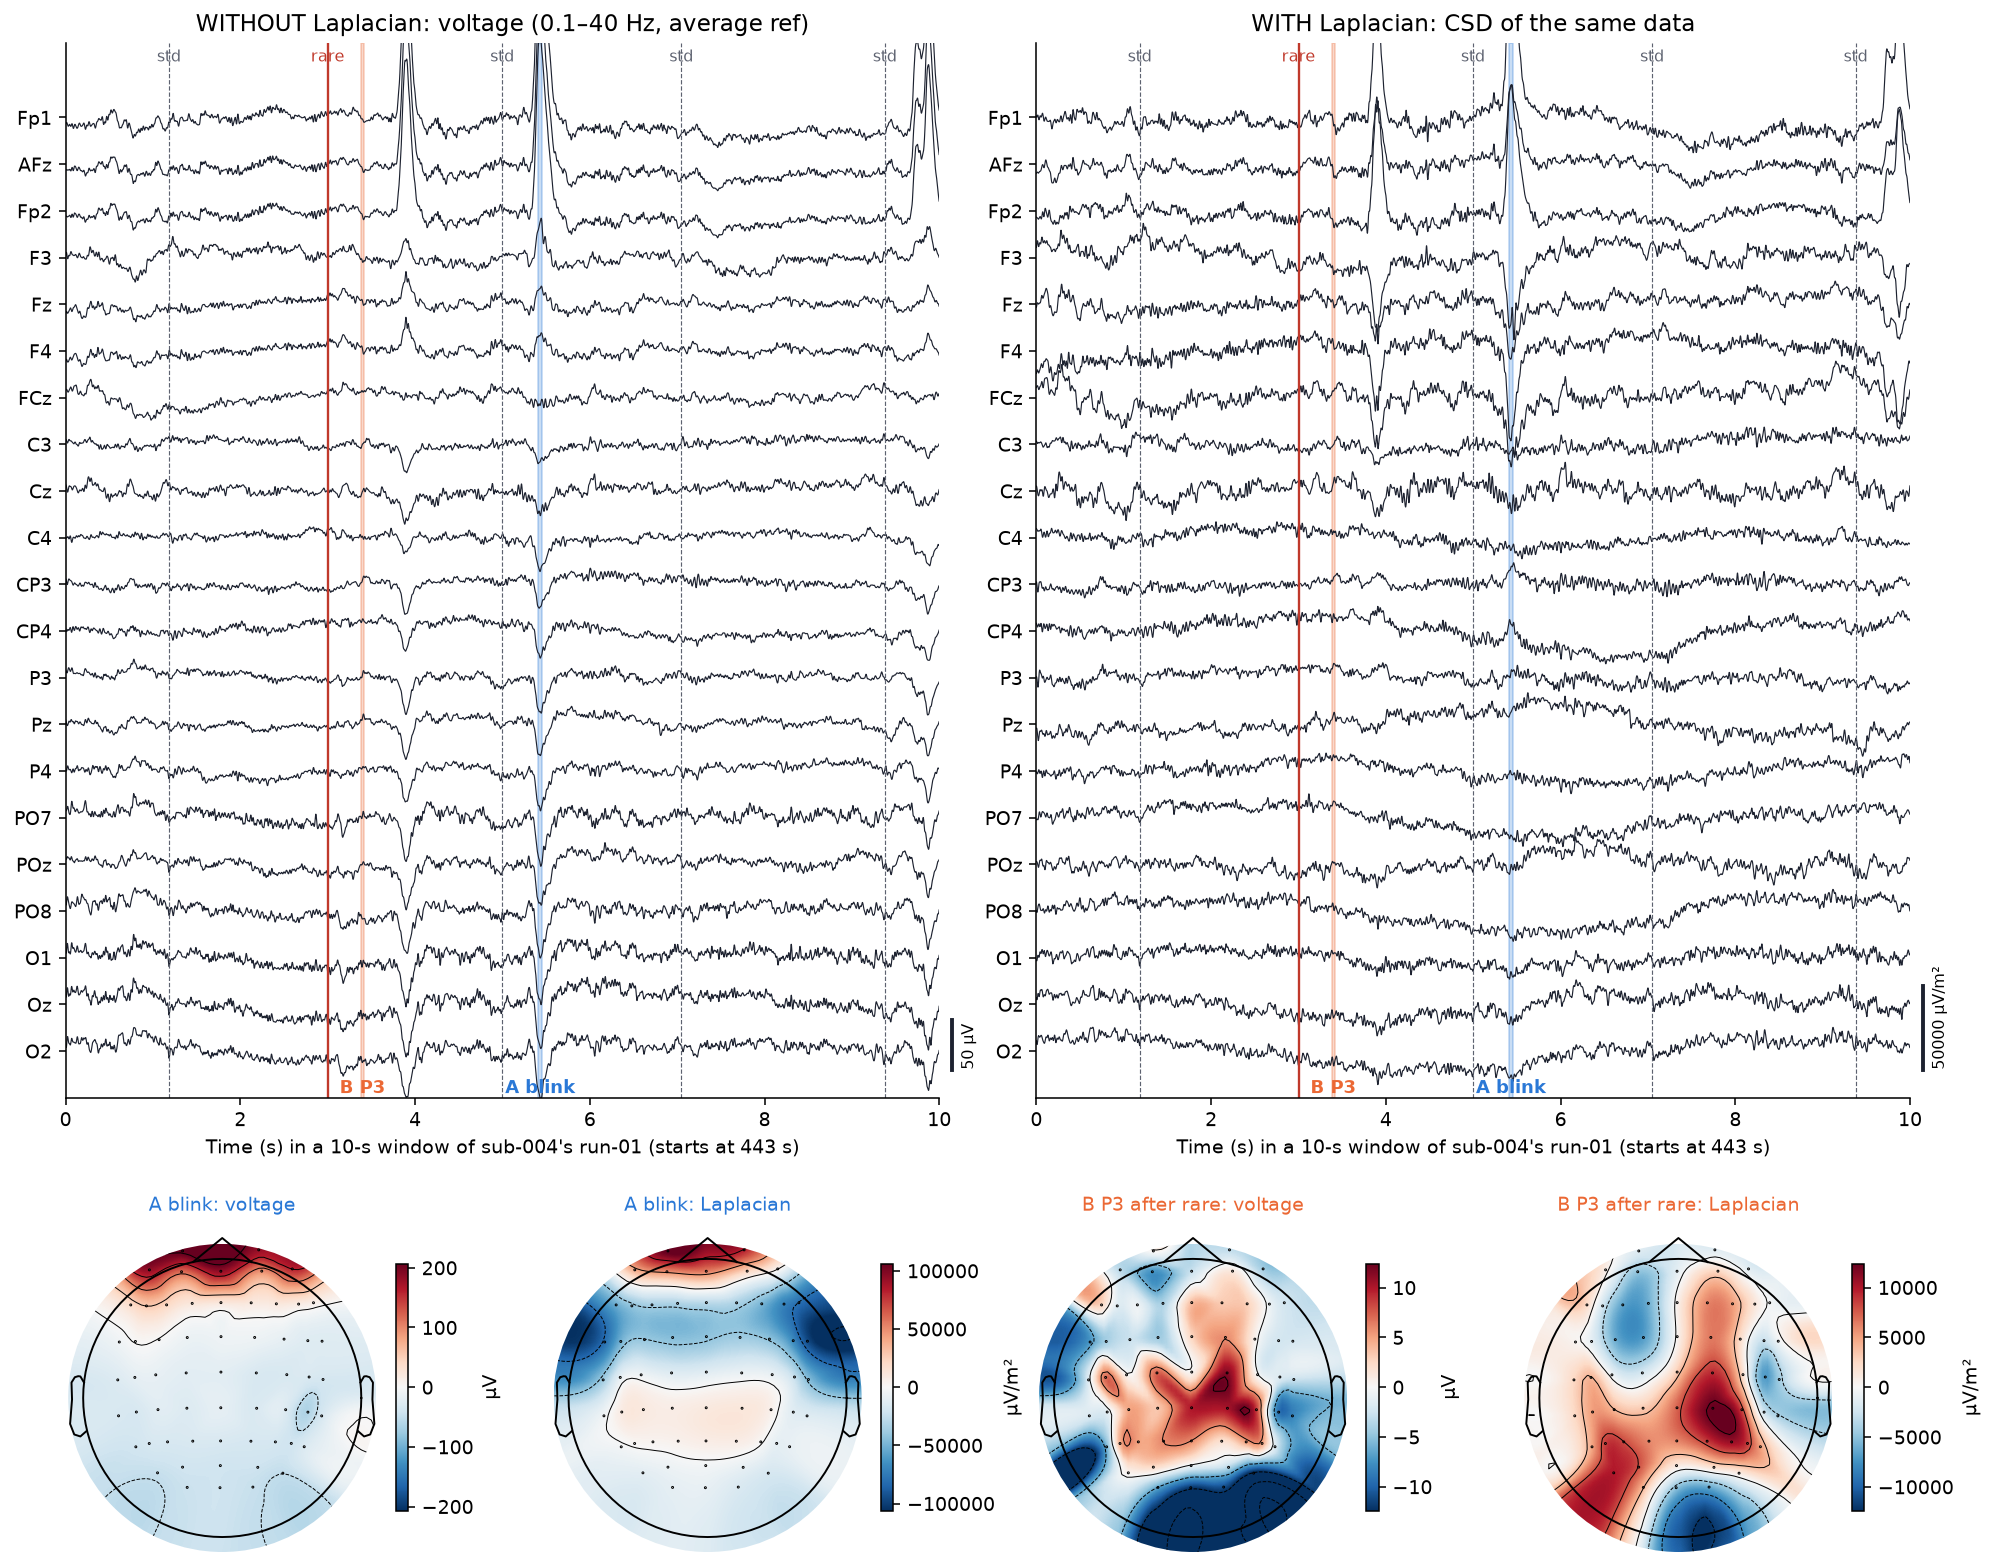 WITHOUT Laplacian: voltage (0.1–40 Hz, average ref)
std
rare
std
std
std
Fp1
AFz
Fp2
F3
Fz
F4
FCz
C3
Cz
C4
CP3
CP4
P3
Pz
P4
PO7
POz
PO8
O1
Oz
O2
50 µV
B P3
A blink
0 2 4 6 8 10
Time (s) in a 10-s window of sub-004's run-01 (starts at 443 s)
WITH Laplacian: CSD of the same data
std
rare
std
std
std
Fp1
AFz
Fp2
F3
Fz
F4
FCz
C3
Cz
C4
CP3
CP4
P3
Pz
P4
PO7
POz
PO8
O1
Oz
O2
50000 µV/m²
B P3
A blink
0 2 4 6 8 10
Time (s) in a 10-s window of sub-004's run-01 (starts at 443 s)
A blink: voltage
200
100
0
−100
−200
µV
A blink: Laplacian
100000
50000
0
−50000
−100000
µV/m²
B P3 after rare: voltage
10
5
0
−5
−10
µV
B P3 after rare: Laplacian
10000
5000
0
−5000
−10000
µV/m²